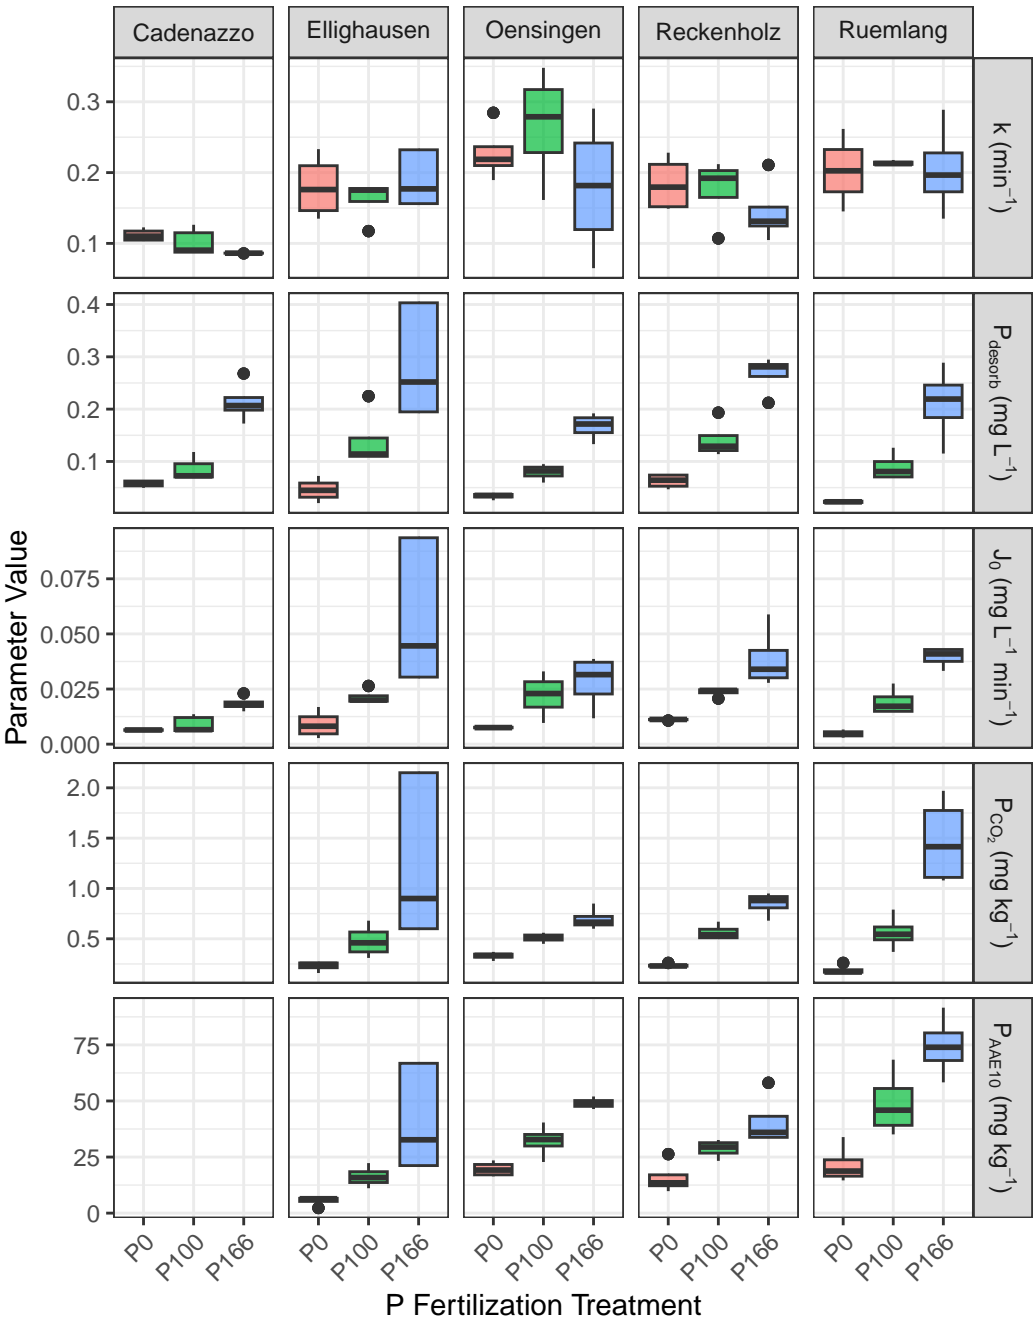 Cadenazzo Ellighausen Oensingen Reckenholz Ruemlang
0.3
0.2
0.1
k (min⁻¹)
0.4
0.3
0.2
0.1
P_desorb (mg L⁻¹)
Parameter Value
0.075
0.050
0.025
0.000
J₀ (mg L⁻¹ min⁻¹)
2.0
1.5
1.0
0.5
P_CO₂ (mg kg⁻¹)
75
50
25
0
P_AAE10 (mg kg⁻¹)
P0 P100 P166 P0 P100 P166 P0 P100 P166 P0 P100 P166 P0 P100 P166
P Fertilization Treatment